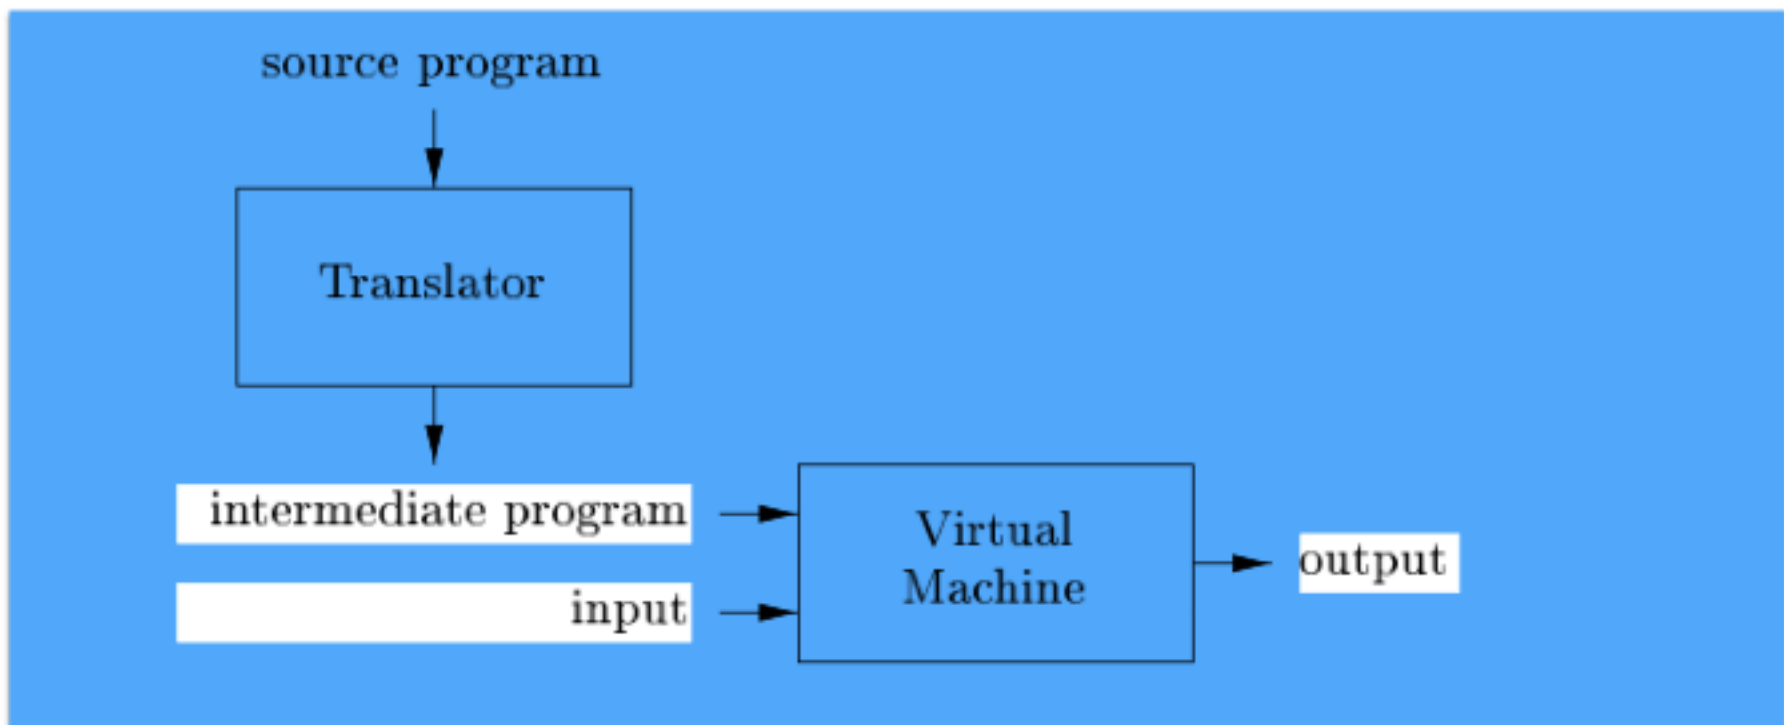 source program
Translator
intermediate program
input
Virtual
Machine
output